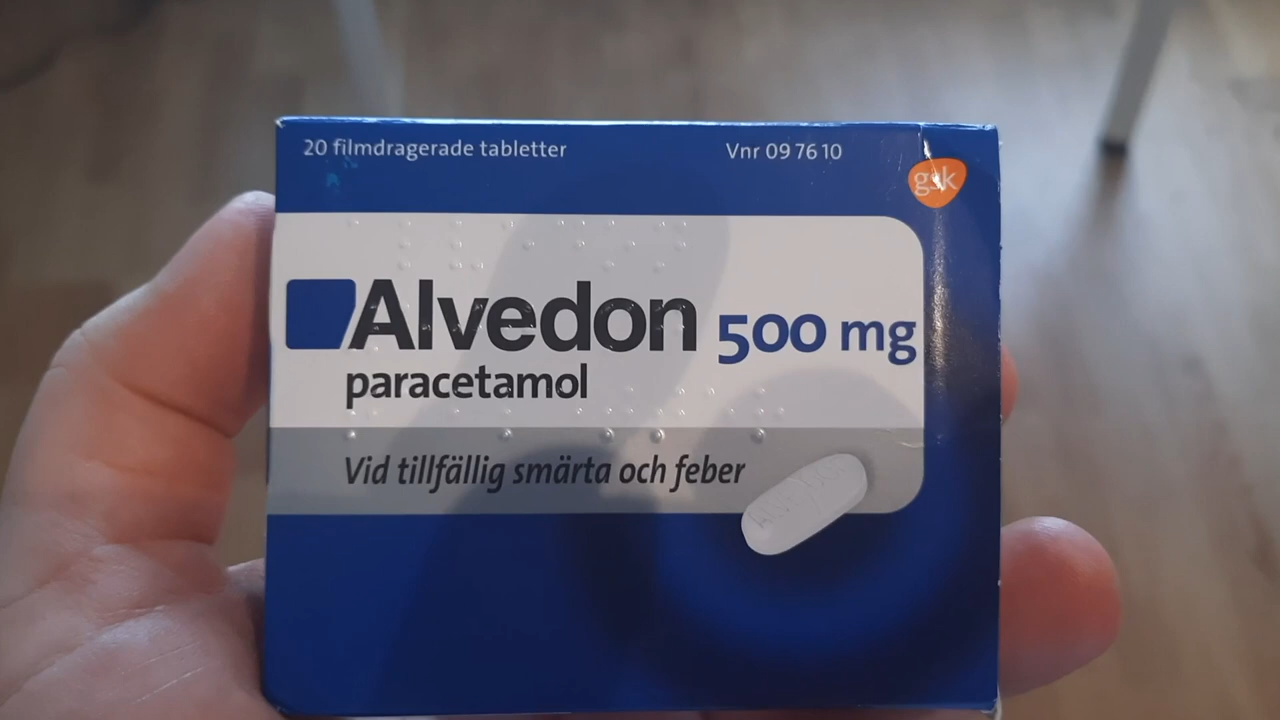 20 filmdragerade tabletter
Vnr 09 76 10
gsk
Alvedon 500 mg
paracetamol
Vid tillfällig smärta och feber